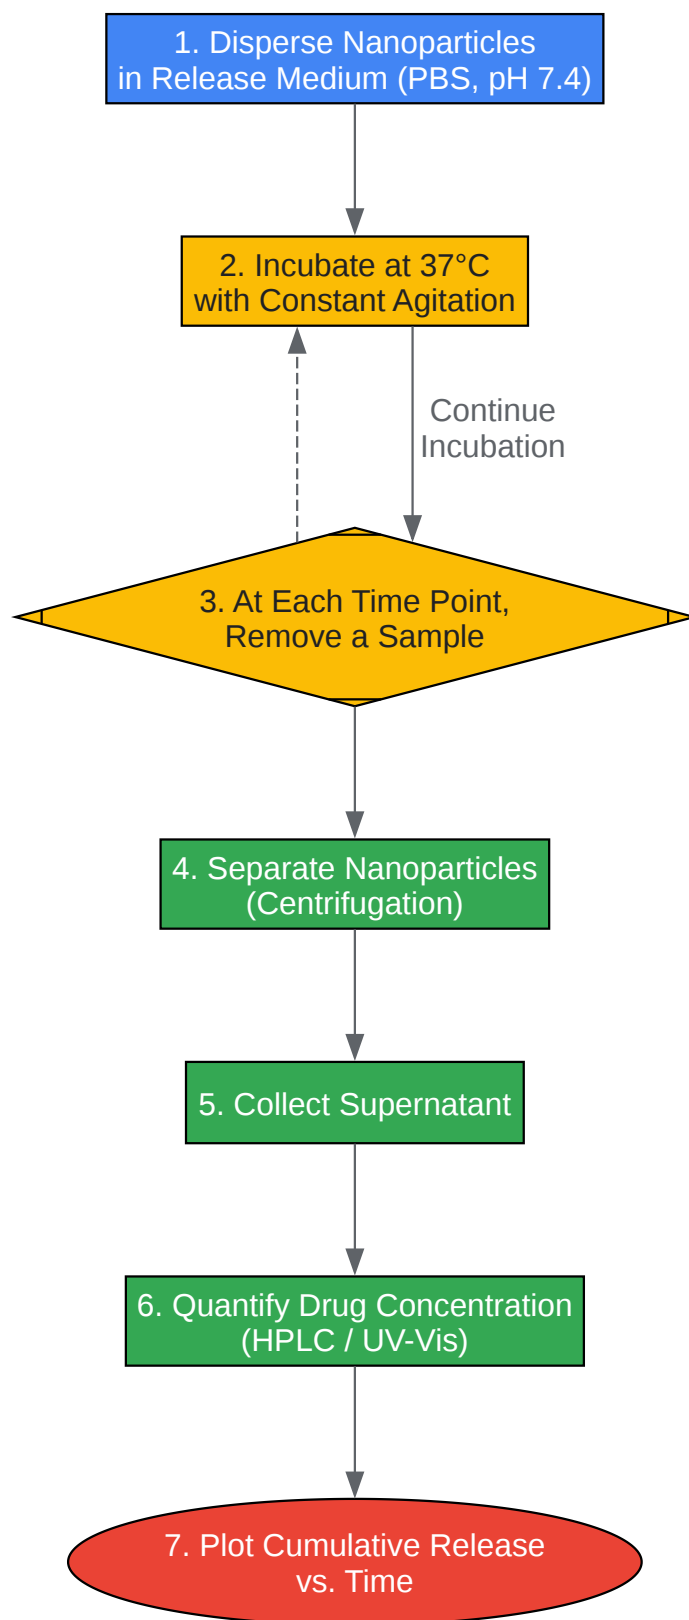 1. Disperse Nanoparticles
in Release Medium (PBS, pH 7.4)
2. Incubate at 37°C
with Constant Agitation
Continue
Incubation
3. At Each Time Point,
Remove a Sample
4. Separate Nanoparticles
(Centrifugation)
5. Collect Supernatant
6. Quantify Drug Concentration
(HPLC / UV-Vis)
7. Plot Cumulative Release
vs. Time